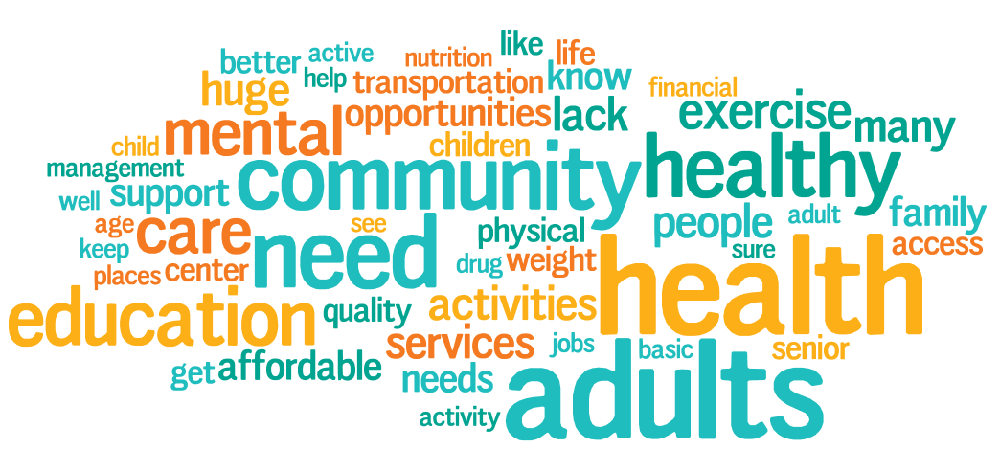 like
better active nutrition life
huge help transportation know
financial
mental opportunities lack exercise many
child children
management community healthy
well support
age care see physical people adult family
keep need sure access
places center drug weight
education quality activities health
services jobs basic senior
get affordable needs adults
activity